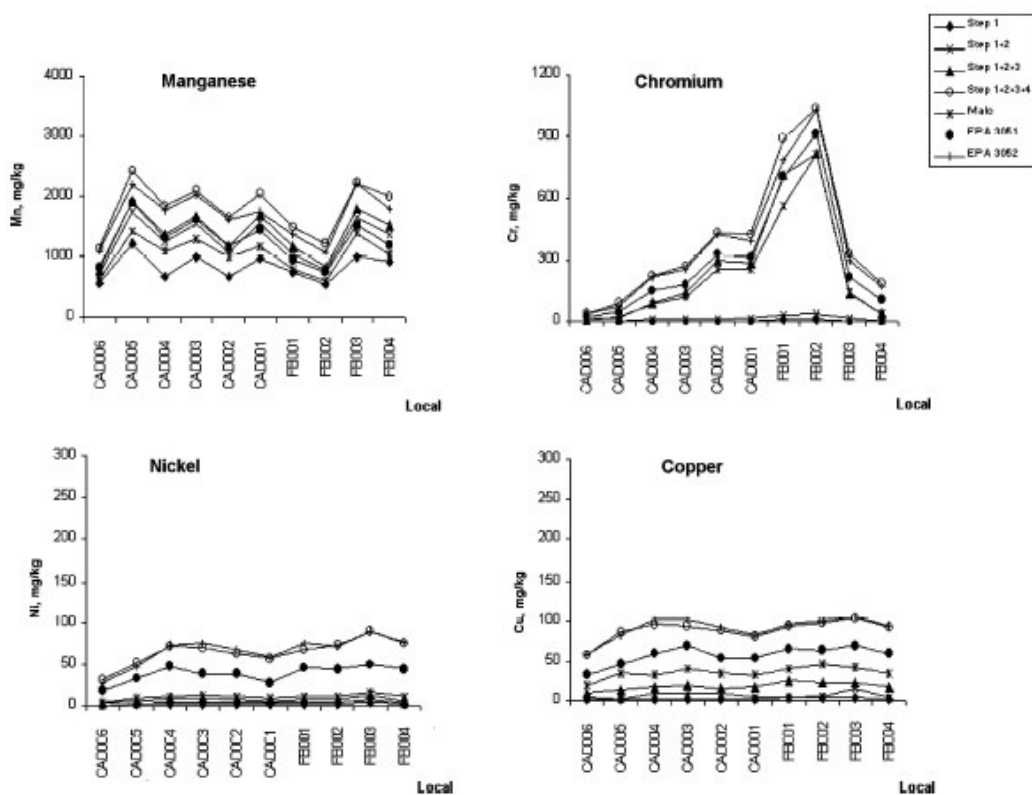 Step 1
Step 1+2
Step 1+2+3
Step 1+2+3+4
Malo
EPA 3051
EPA 3052
Manganese
4000
3000
2000
1000
0
Mn, mg/kg
CAD006
CAD005
CAD004
CAD003
CAD002
CAD001
FB001
FB002
FB003
FB004
Local
Chromium
1200
900
600
300
0
Cr, mg/kg
CAD006
CAD005
CAD004
CAD003
CAD002
CAD001
FB001
FB002
FB003
FB004
Local
Nickel
300
250
200
150
100
50
0
Ni, mg/kg
CAD006
CAD005
CAD004
CAD003
CAD002
CAD001
FB001
FB002
FB003
FB004
Local
Copper
300
250
200
150
100
50
0
Cu, mg/kg
CAD006
CAD005
CAD004
CAD003
CAD002
CAD001
FB001
FB002
FB003
FB004
Local